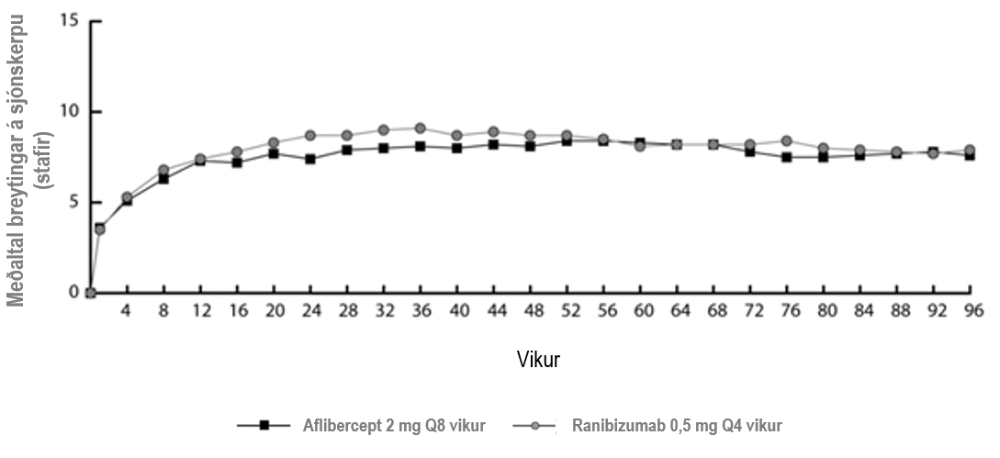 Meðaltal breytingar á sjónskerpu
(stafir)
15
10
5
0
4 8 12 16 20 24 28 32 36 40 44 48 52 56 60 64 68 72 76 80 84 88 92 96
Vikur
Aflibercept 2 mg Q8 vikur Ranibizumab 0,5 mg Q4 vikur